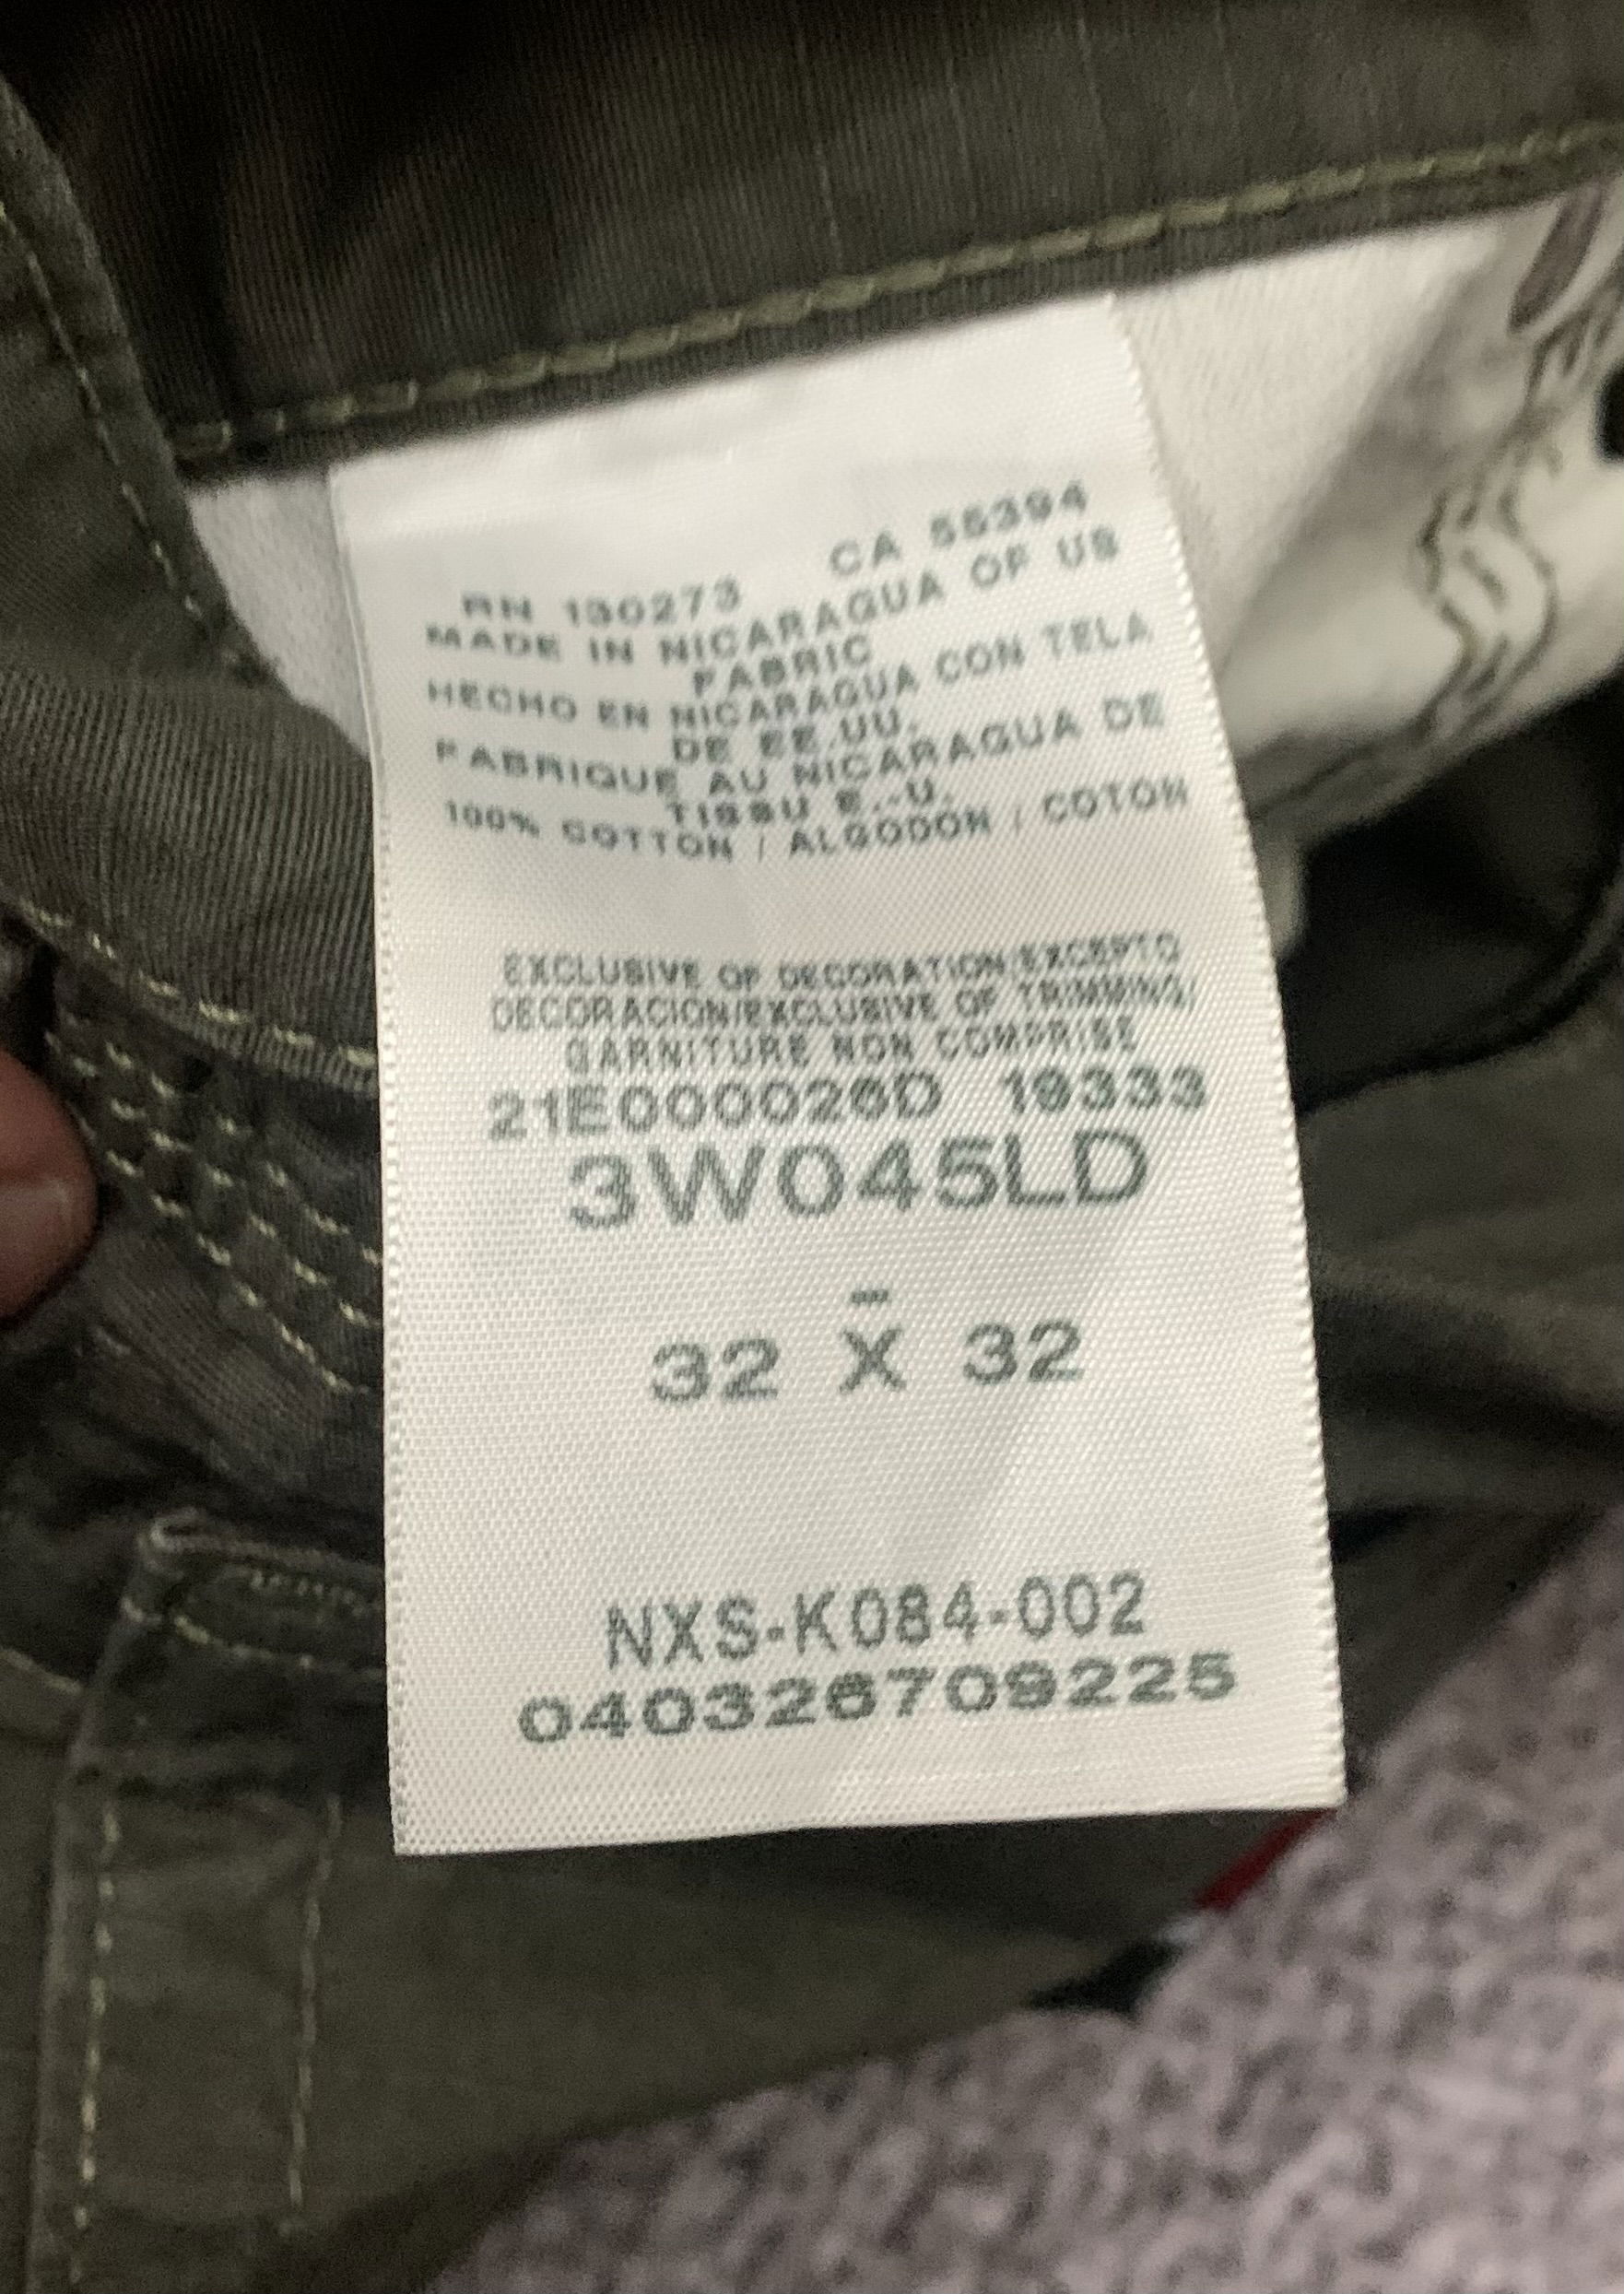 RN 130273 CA 55394
MADE IN NICARAGUA OF US
FABRIC
HECHO EN NICARAGUA CON TELA
DE EE.UU.
FABRIQUE AU NICARAGUA DE
TISSU E.-U.
100% COTTON / ALGODON / COTON
EXCLUSIVE OF DECORATION/EXCEPTO
DECORACION/EXCLUSIVE OF TRIMMING/
GARNITURE NON COMPRISE
21E000026D 19333
3W045LD
-
32 X 32
NXS-K084-002
040326709225